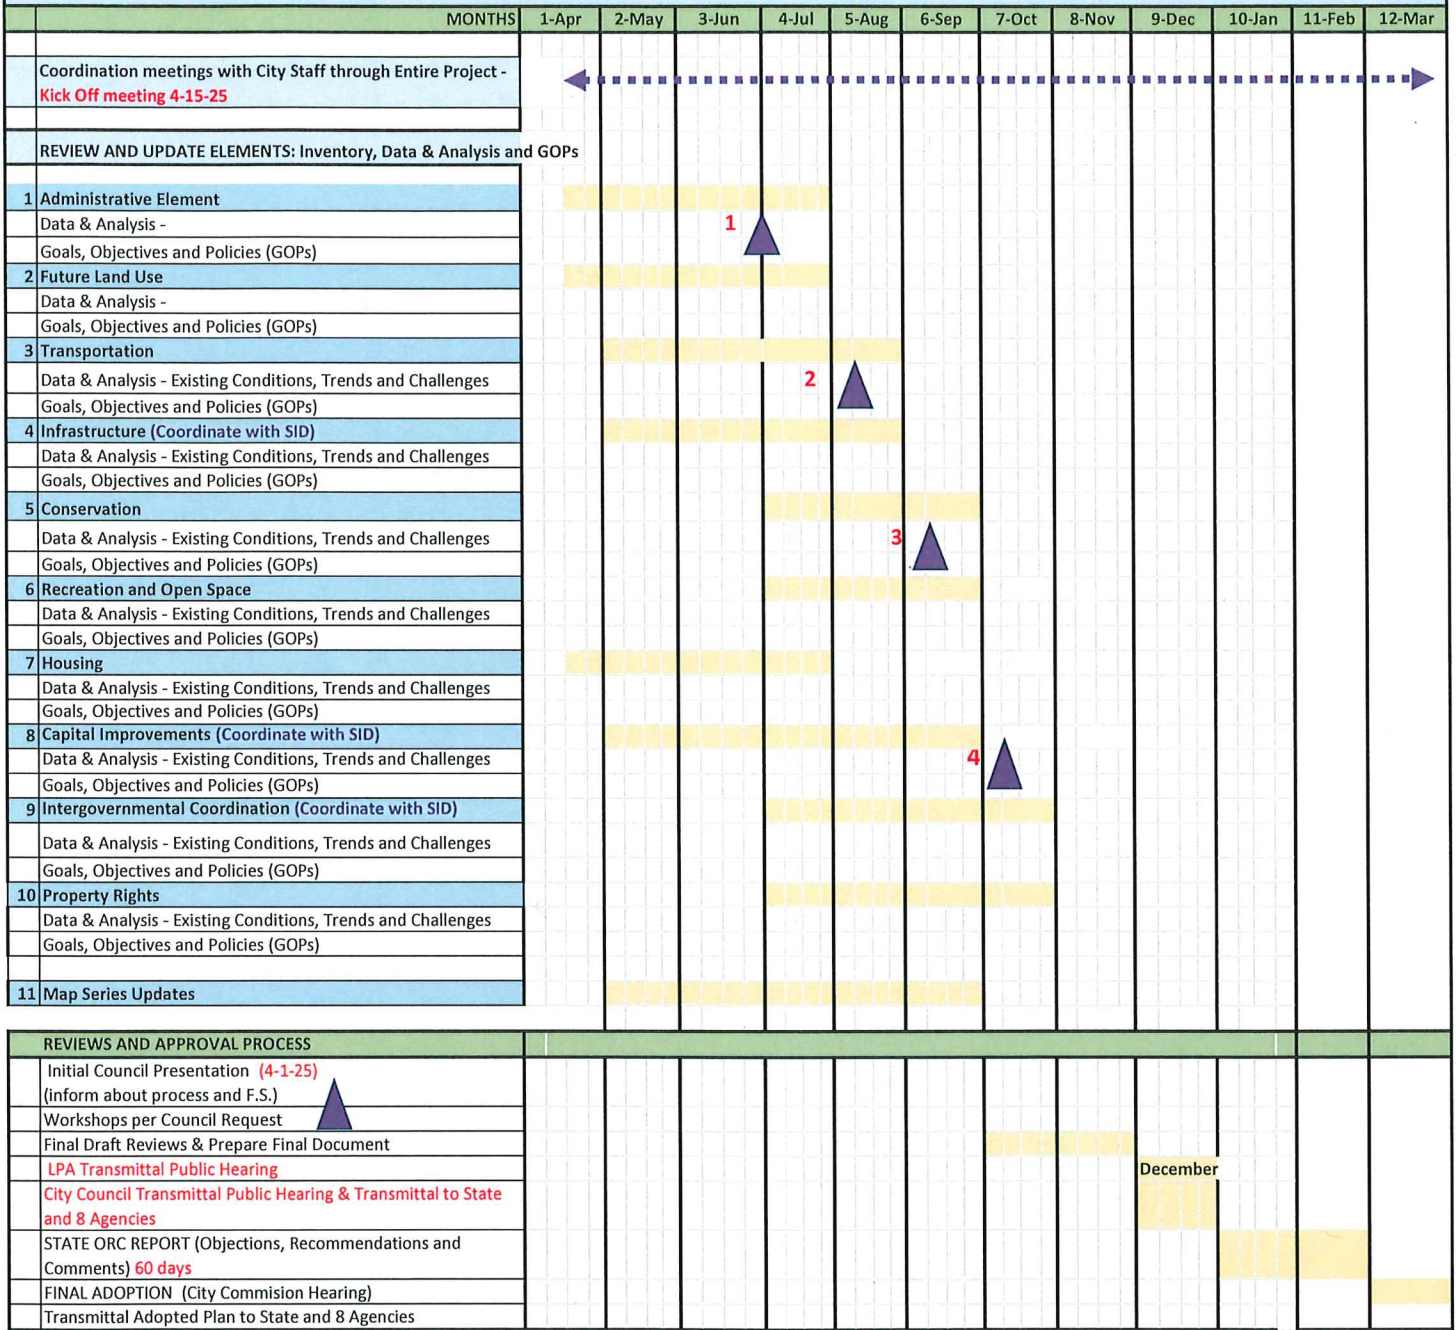 MONTHS 1-Apr 2-May 3-Jun 4-Jul 5-Aug 6-Sep 7-Oct 8-Nov 9-Dec 10-Jan 11-Feb 12-Mar
Coordination meetings with City Staff through Entire Project -
Kick Off meeting 4-15-25
REVIEW AND UPDATE ELEMENTS: Inventory, Data & Analysis and GOPs
1 Administrative Element
Data & Analysis - 1
Goals, Objectives and Policies (GOPs)
2 Future Land Use
Data & Analysis -
Goals, Objectives and Policies (GOPs)
3 Transportation
Data & Analysis - Existing Conditions, Trends and Challenges 2
Goals, Objectives and Policies (GOPs)
4 Infrastructure (Coordinate with SID)
Data & Analysis - Existing Conditions, Trends and Challenges
Goals, Objectives and Policies (GOPs)
5 Conservation
Data & Analysis - Existing Conditions, Trends and Challenges 3
Goals, Objectives and Policies (GOPs)
6 Recreation and Open Space
Data & Analysis - Existing Conditions, Trends and Challenges
Goals, Objectives and Policies (GOPs)
7 Housing
Data & Analysis - Existing Conditions, Trends and Challenges
Goals, Objectives and Policies (GOPs)
8 Capital Improvements (Coordinate with SID)
Data & Analysis - Existing Conditions, Trends and Challenges 4
Goals, Objectives and Policies (GOPs)
9 Intergovernmental Coordination (Coordinate with SID)
Data & Analysis - Existing Conditions, Trends and Challenges
Goals, Objectives and Policies (GOPs)
10 Property Rights
Data & Analysis - Existing Conditions, Trends and Challenges
Goals, Objectives and Policies (GOPs)
11 Map Series Updates
REVIEWS AND APPROVAL PROCESS
Initial Council Presentation (4-1-25)
(inform about process and F.S.)
Workshops per Council Request
Final Draft Reviews & Prepare Final Document
LPA Transmittal Public Hearing December
City Council Transmittal Public Hearing & Transmittal to State
and 8 Agencies
STATE ORC REPORT (Objections, Recommendations and
Comments) 60 days
FINAL ADOPTION (City Commision Hearing)
Transmittal Adopted Plan to State and 8 Agencies